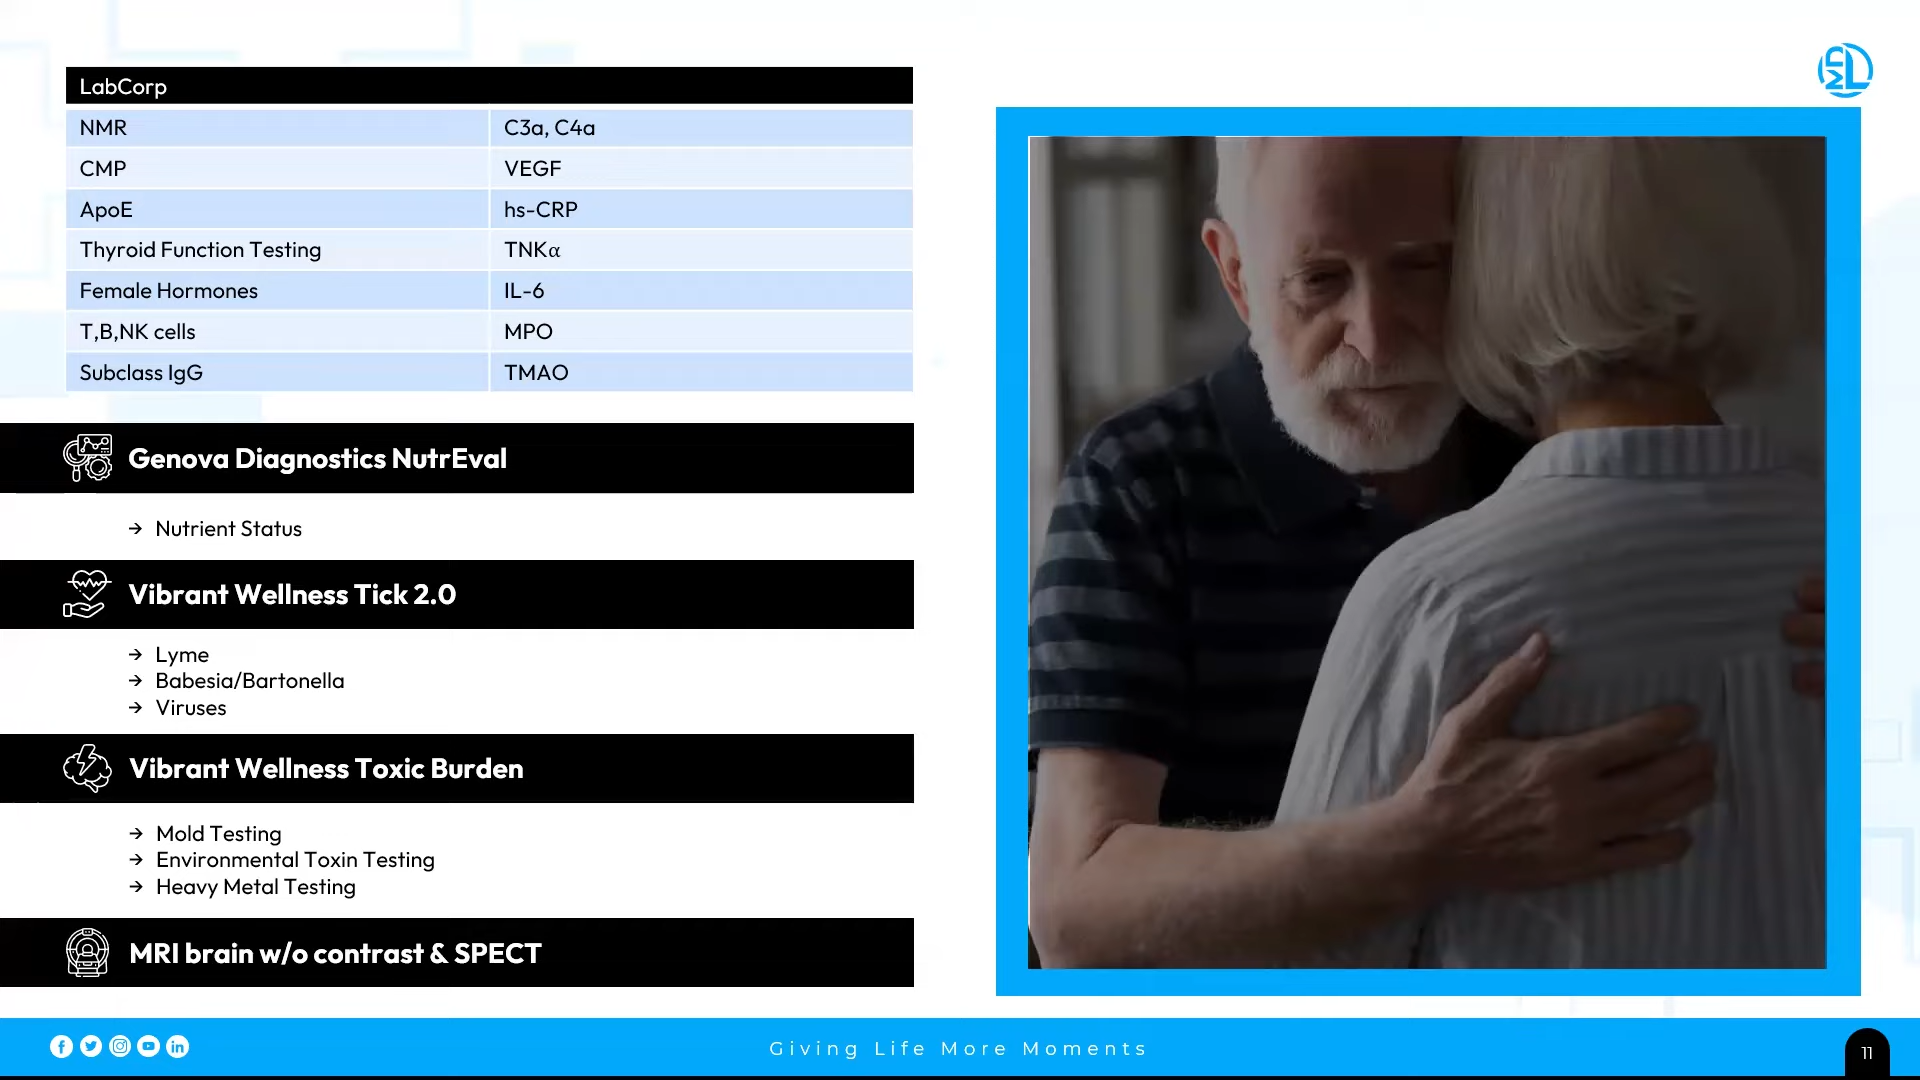 LabCorp
NMR C3a, C4a
CMP VEGF
ApoE hs-CRP
Thyroid Function Testing TNKα
Female Hormones IL-6
T,B,NK cells MPO
Subclass IgG TMAO
Genova Diagnostics NutrEval
→ Nutrient Status
Vibrant Wellness Tick 2.0
→ Lyme
→ Babesia/Bartonella
→ Viruses
Vibrant Wellness Toxic Burden
→ Mold Testing
→ Environmental Toxin Testing
→ Heavy Metal Testing
MRI brain w/o contrast & SPECT
Giving Life More Moments
11